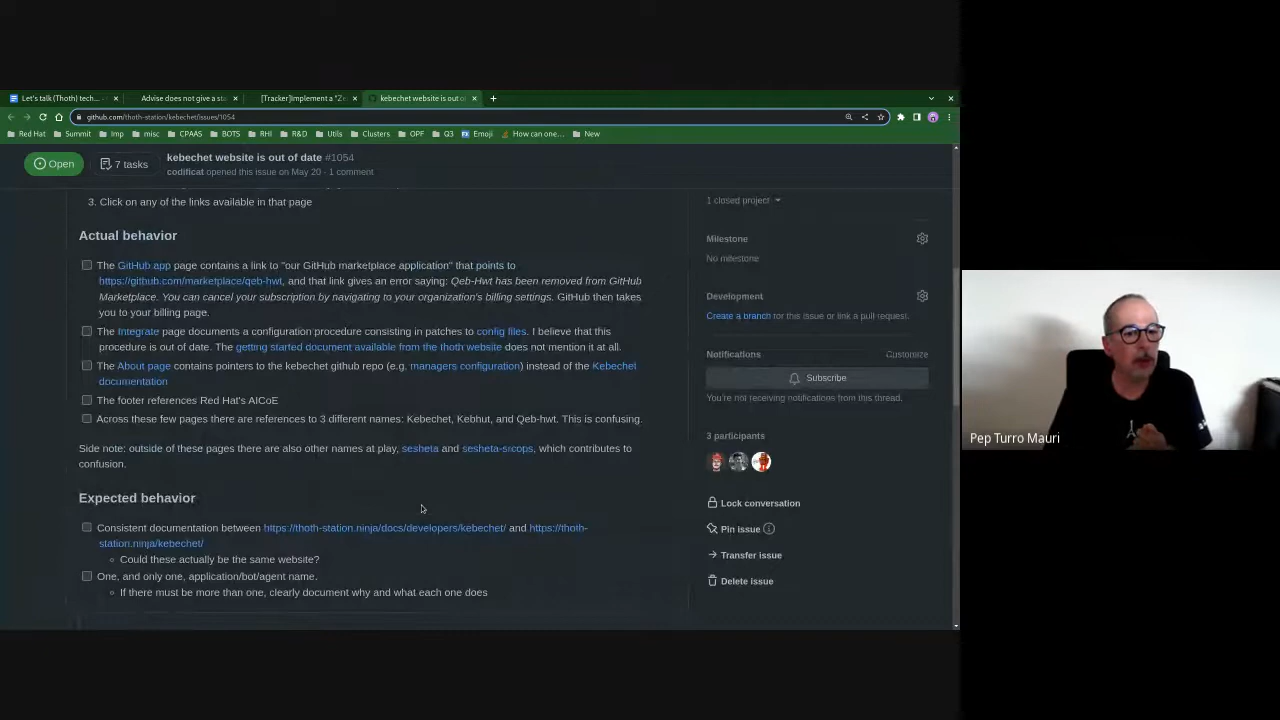 Let's talk (Thoth) tech...
Advise does not give a sta
[Tracker]Implement a "Ze
kebechet website is out of
github.com/thoth-station/kebechet/issues/1054
Red Hat
Summit
Imp
misc
CPAAS
BOTS
RHI
R&D
Utils
Clusters
OPF
Q3
Emoji
How can one...
New
Open
7 tasks
kebechet website is out of date #1054
codificat opened this issue on May 20 · 1 comment
3. Click on any of the links available in that page
Actual behavior
The GitHub app page contains a link to "our GitHub marketplace application" that points to
https://github.com/marketplace/qeb-hwt, and that link gives an error saying: Qeb-Hwt has been removed from GitHub
Marketplace. You can cancel your subscription by navigating to your organization's billing settings. GitHub then takes
you to your billing page.
The Integrate page documents a configuration procedure consisting in patches to config files. I believe that this
procedure is out of date. The getting started document available from the thoth website does not mention it at all.
The About page contains pointers to the kebechet github repo (e.g. managers configuration) instead of the Kebechet
documentation
The footer references Red Hat's AICoE
Across these few pages there are references to 3 different names: Kebechet, Kebhut, and Qeb-hwt. This is confusing.
Side note: outside of these pages there are also other names at play, sesheta and sesheta-srcops, which contributes to
confusion.
Expected behavior
Consistent documentation between https://thoth-station.ninja/docs/developers/kebechet/ and https://thoth-
station.ninja/kebechet/
Could these actually be the same website?
One, and only one, application/bot/agent name.
If there must be more than one, clearly document why and what each one does
1 closed project
Milestone
No milestone
Development
Create a branch for this issue or link a pull request.
Notifications
Customize
Subscribe
You're not receiving notifications from this thread.
3 participants
Lock conversation
Pin issue
Transfer issue
Delete issue
Pep Turro Mauri